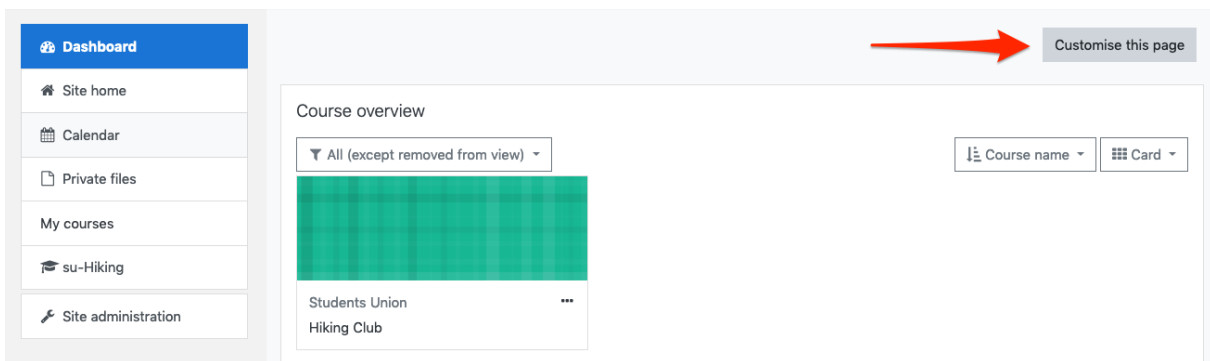 Dashboard
Site home
Calendar
Private files
My courses
su-Hiking
Site administration
Customise this page
Course overview
All (except removed from view)
Course name
Card
Students Union
Hiking Club